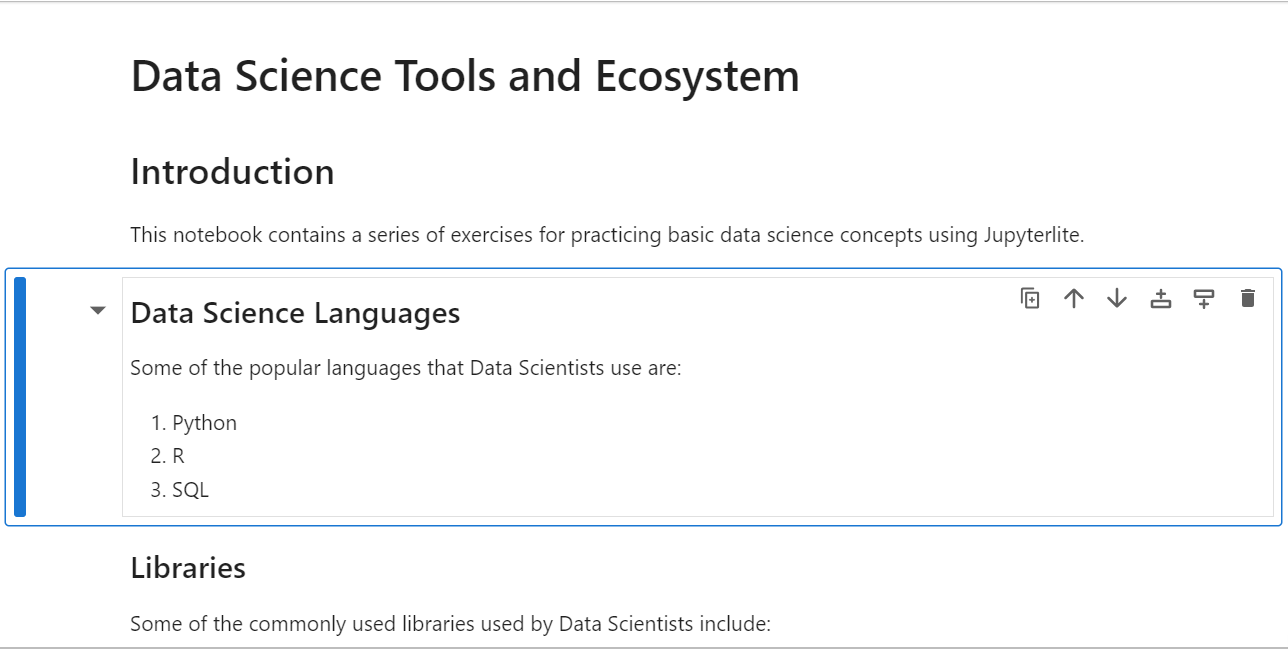 Data Science Tools and Ecosystem
Introduction
This notebook contains a series of exercises for practicing basic data science concepts using Jupyterlite.
Data Science Languages
Some of the popular languages that Data Scientists use are:
1. Python
2. R
3. SQL
Libraries
Some of the commonly used libraries used by Data Scientists include: